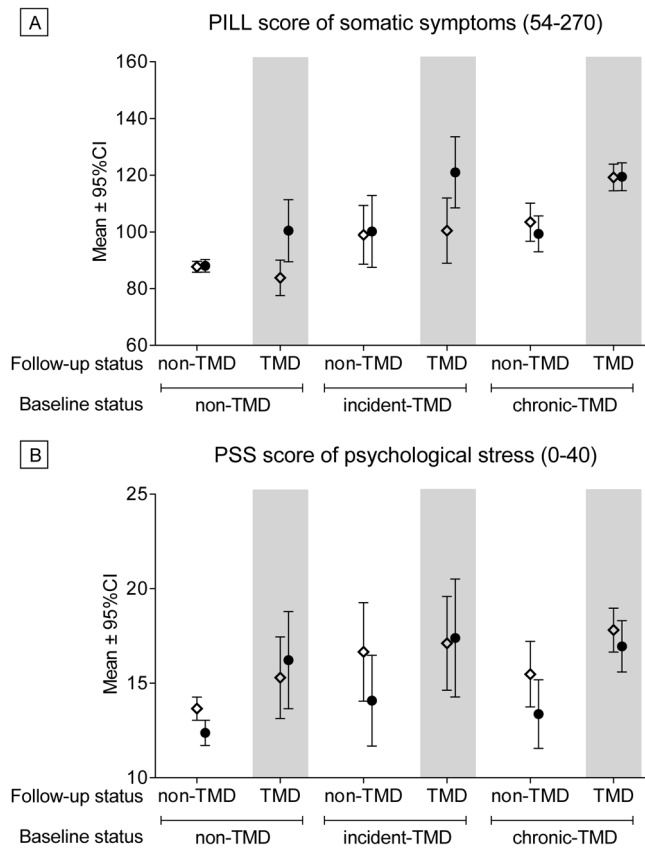 A PILL score of somatic symptoms (54-270)
160
140
120
100
80
60
Mean ± 95%CI
Follow-up status non-TMD TMD non-TMD TMD non-TMD TMD
Baseline status non-TMD incident-TMD chronic-TMD
B PSS score of psychological stress (0-40)
25
20
15
10
Mean ± 95%CI
Follow-up status non-TMD TMD non-TMD TMD non-TMD TMD
Baseline status non-TMD incident-TMD chronic-TMD